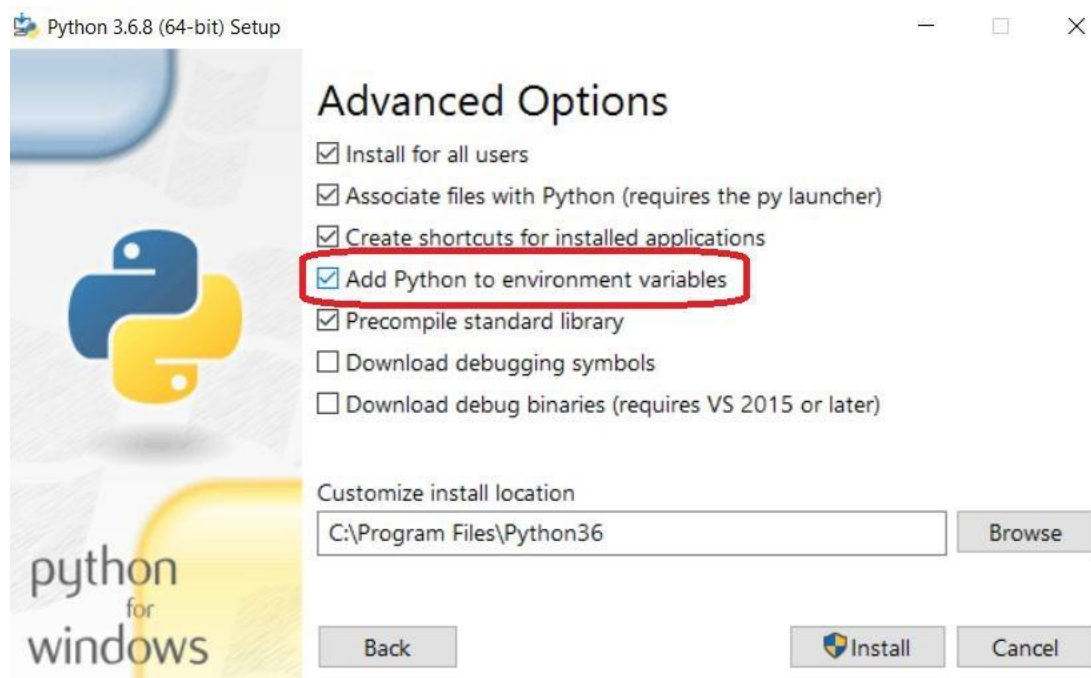 Python 3.6.8 (64-bit) Setup
Advanced Options
Install for all users
Associate files with Python (requires the py launcher)
Create shortcuts for installed applications
Add Python to environment variables
Precompile standard library
Download debugging symbols
Download debug binaries (requires VS 2015 or later)
Customize install location
C:\Program Files\Python36
Browse
python
for
windows
Back
Install
Cancel